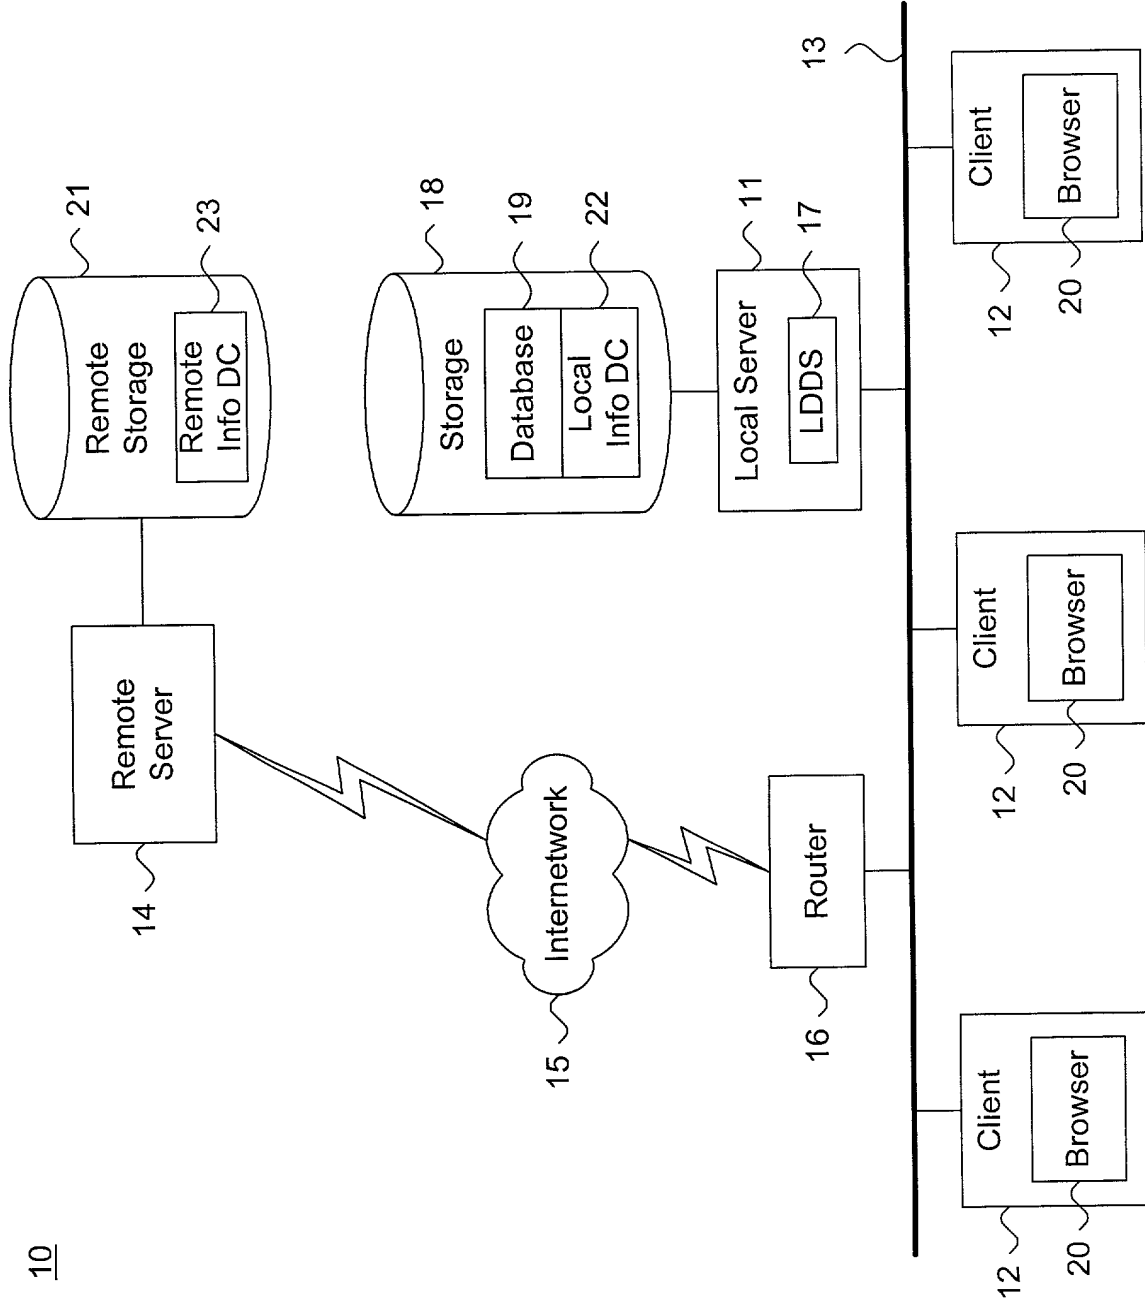 10
14
Remote
Server
Remote
Storage
21
Remote
Info DC
23
15
Internetwork
Storage
18
Database
19
Local
Info DC
22
16
Router
Local Server
11
LDDS
17
13
12
Client
20
Browser
12
Client
20
Browser
12
Client
20
Browser